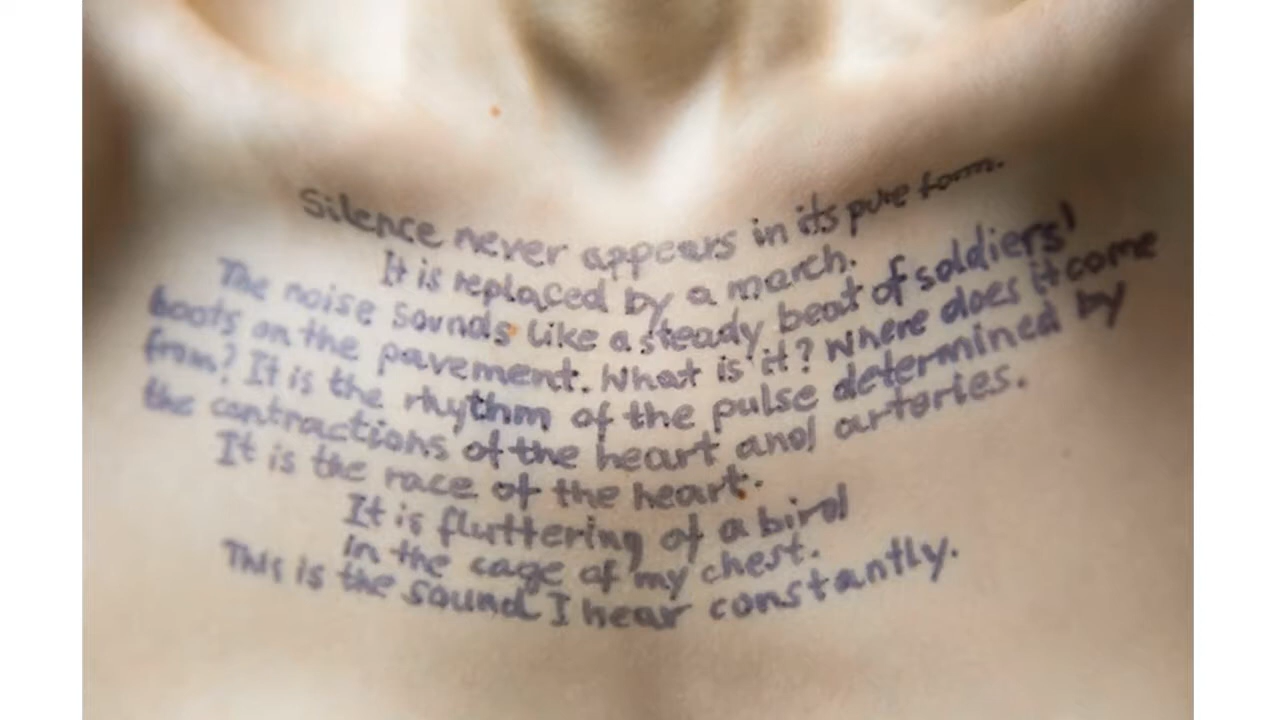 Silence never appears in its pure form.
It is replaced by a march.
The noise sounds like a steady beat of soldiers'
boots on the pavement. What is it? Where does it come
from? It is the rhythm of the pulse determined by
the contractions of the heart and arteries.
It is the race of the heart.
It is fluttering of a bird
in the cage of my chest.
This is the sound I hear constantly.